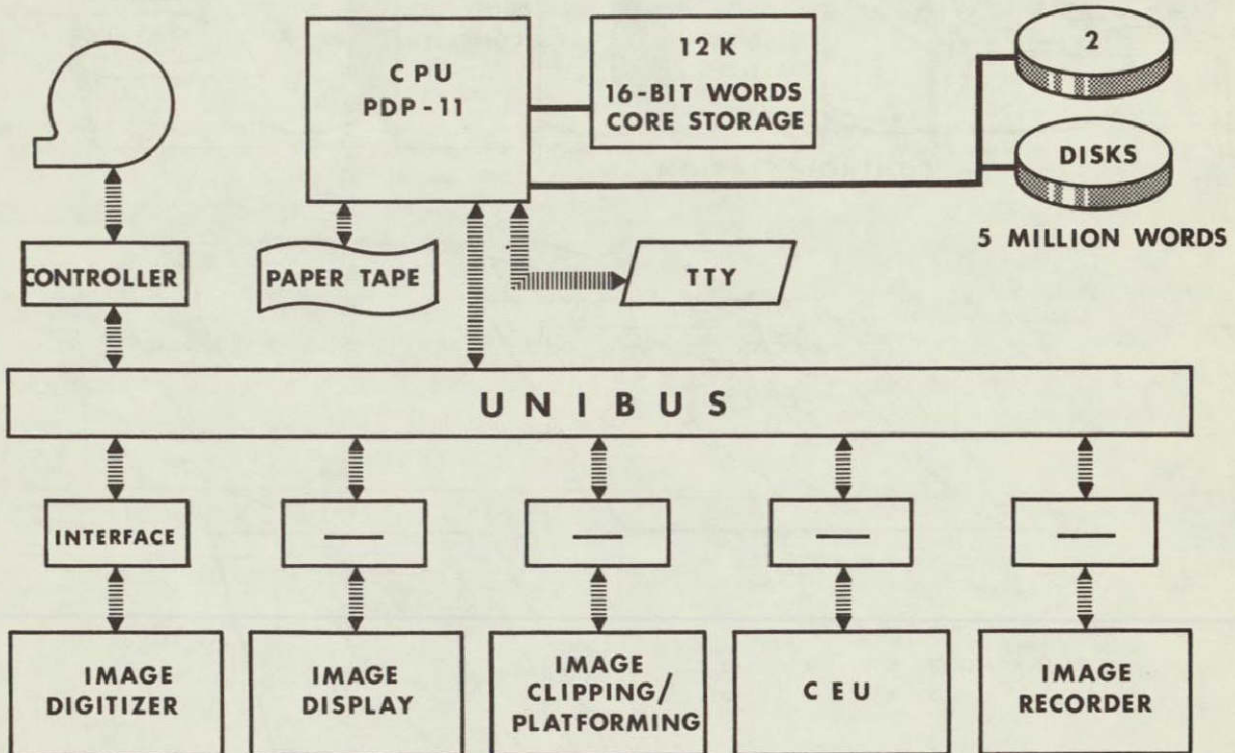 CPU
PDP-11
12 K
16-BIT WORDS
CORE STORAGE
2
DISKS
5 MILLION WORDS
CONTROLLER
PAPER TAPE
TTY
UNIBUS
INTERFACE
IMAGE
DIGITIZER
IMAGE
DISPLAY
IMAGE
CLIPPING/
PLATFORMING
CEU
IMAGE
RECORDER